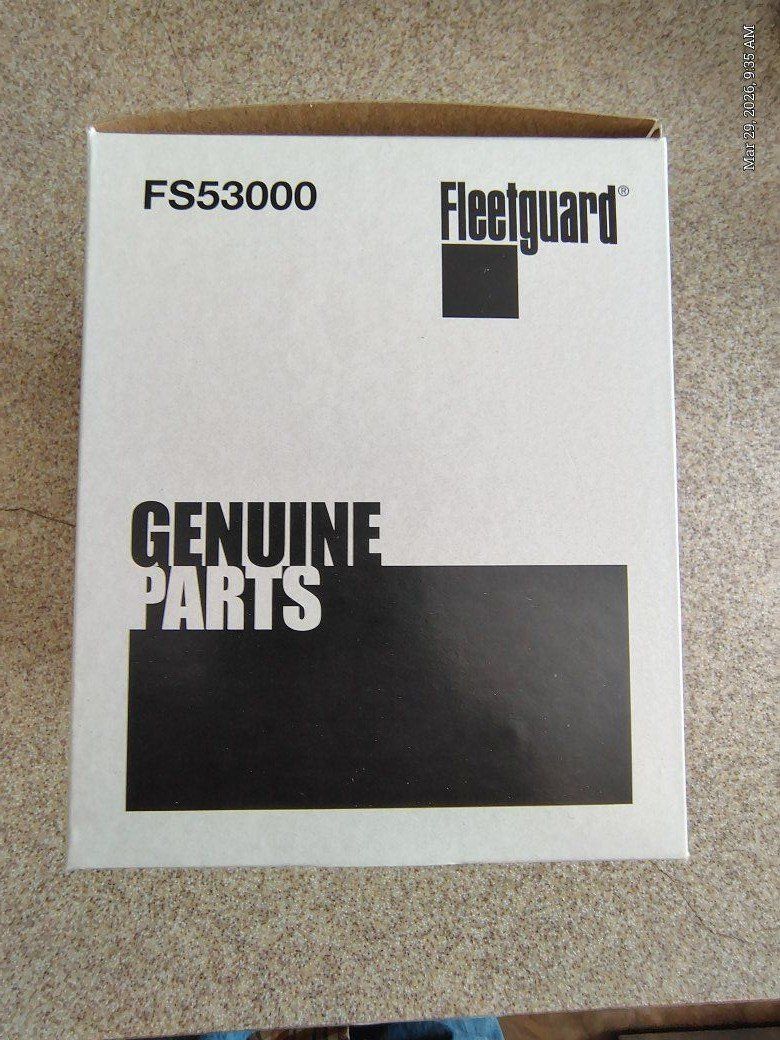 Mar 29, 2026, 9:35 AM
FS53000
Fleetguard®
GENUINE
PARTS